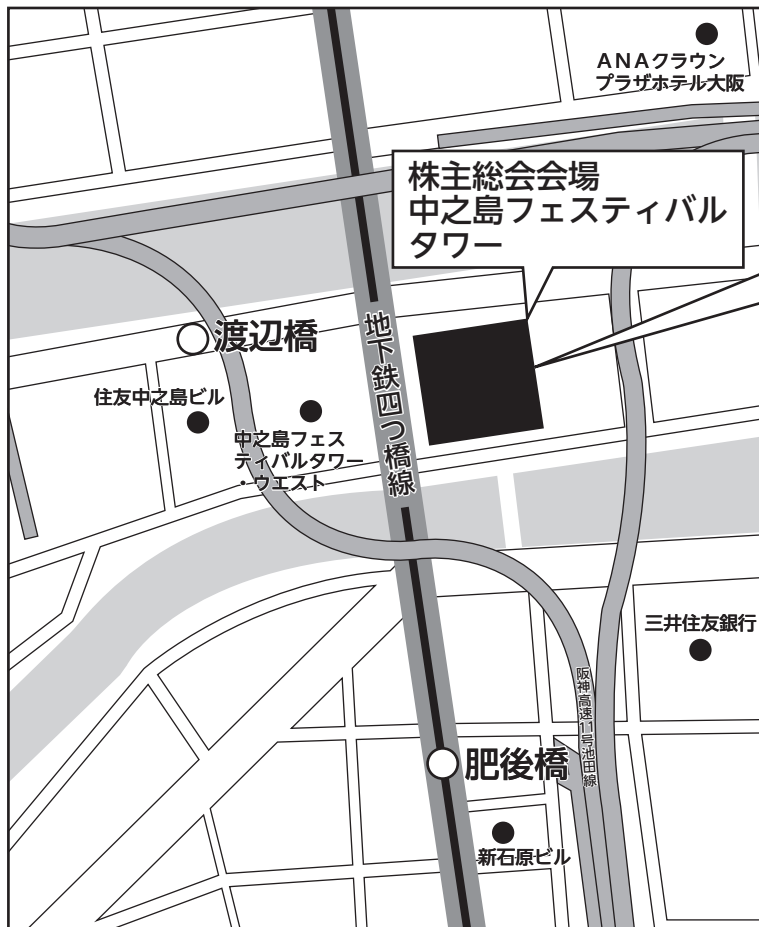 ANAクラウン
プラザホテル大阪
株主総会会場
中之島フェスティバル
タワー
渡辺橋
地下鉄四つ橋線
住友中之島ビル
中之島フェス
ティバルタワー
・ウエスト
三井住友銀行
阪神高速11号池田線
肥後橋
新石原ビル